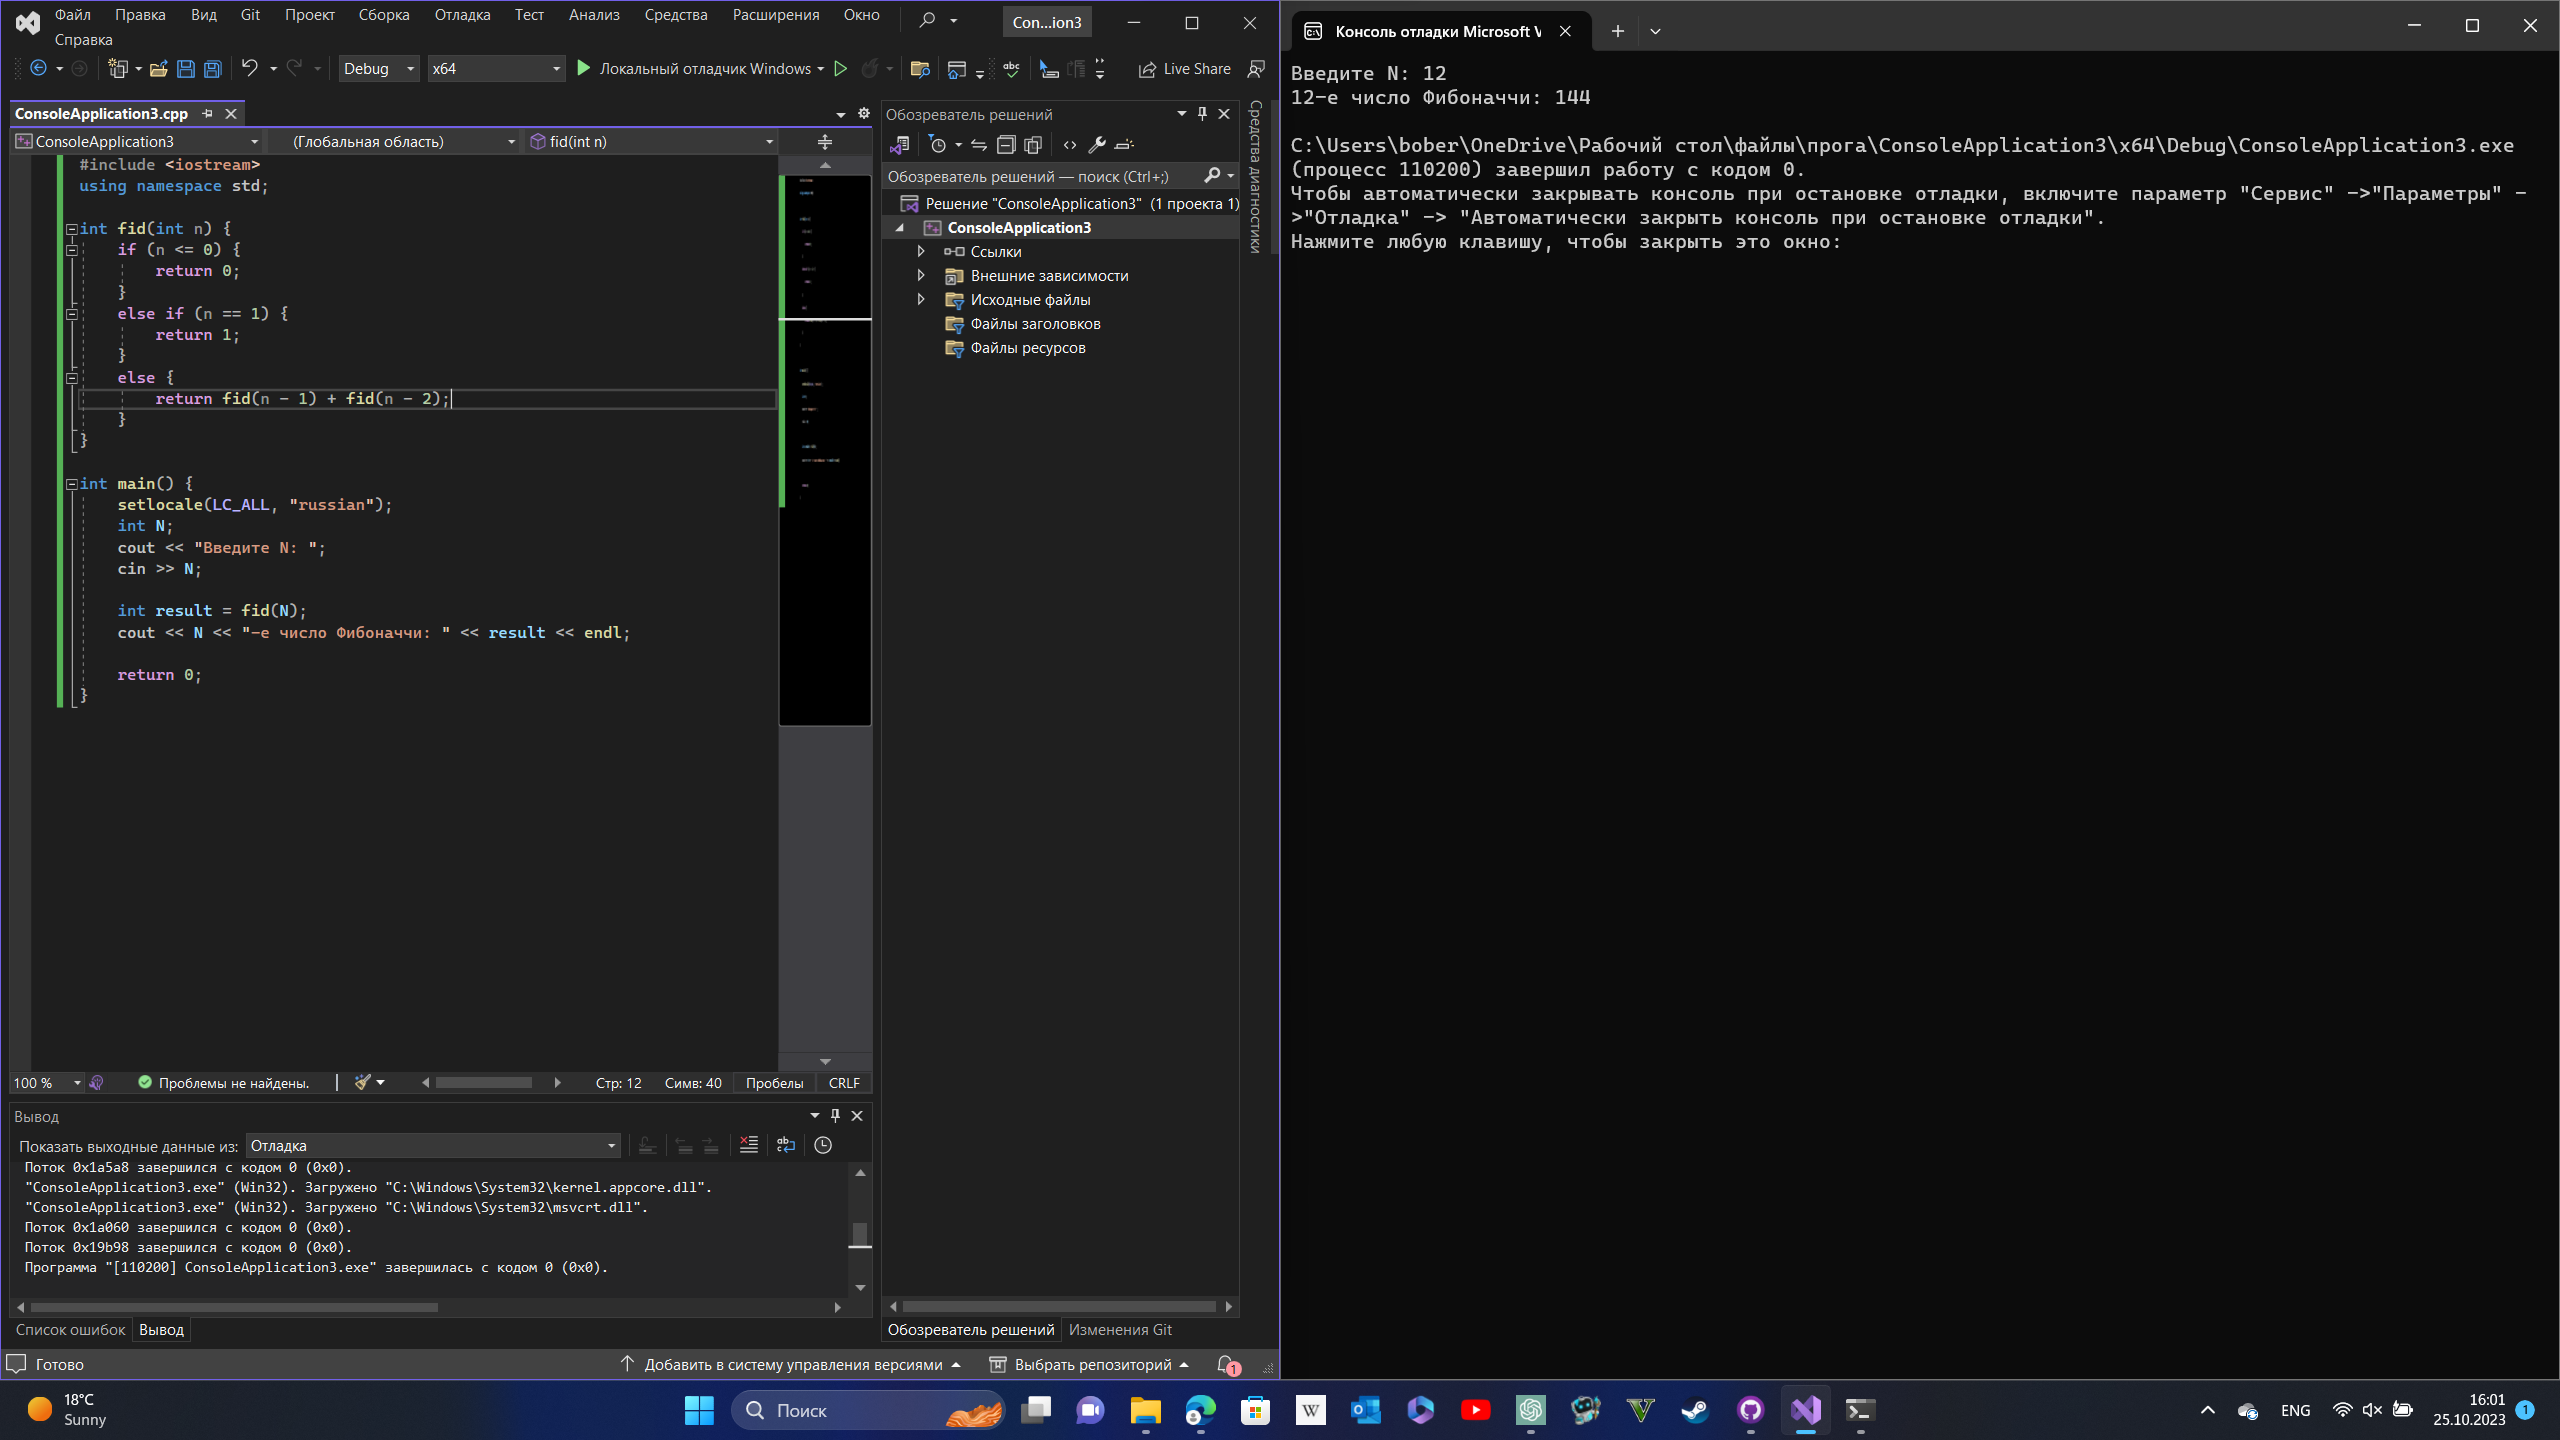 Файл Правка Вид Git Проект Сборка Отладка Тест Анализ Средства Расширения Окно
Справка
Con...ion3
Debug x64 Локальный отладчик Windows Live Share
ConsoleApplication3.cpp
ConsoleApplication3 (Глобальная область) fid(int n)
#include <iostream>
using namespace std;
int fid(int n) {
if (n <= 0) {
return 0;
}
else if (n == 1) {
return 1;
}
else {
return fid(n - 1) + fid(n - 2);
}
}
int main() {
setlocale(LC_ALL, "russian");
int N;
cout << "Введите N: ";
cin >> N;
int result = fid(N);
cout << N << "-е число Фибоначчи: " << result << endl;
return 0;
}
100 % Проблемы не найдены. Стр: 12 Симв: 40 Пробелы CRLF
Вывод
Показать выходные данные из: Отладка
Поток 0x1a5a8 завершился с кодом 0 (0x0).
"ConsoleApplication3.exe" (Win32). Загружено "C:\Windows\System32\kernel.appcore.dll".
"ConsoleApplication3.exe" (Win32). Загружено "C:\Windows\System32\msvcrt.dll".
Поток 0x1a060 завершился с кодом 0 (0x0).
Поток 0x19b98 завершился с кодом 0 (0x0).
Программа "[110200] ConsoleApplication3.exe" завершилась с кодом 0 (0x0).
Список ошибок Вывод
Обозреватель решений
Обозреватель решений — поиск (Ctrl+;)
Решение "ConsoleApplication3" (1 проекта 1)
ConsoleApplication3
Ссылки
Внешние зависимости
Исходные файлы
Файлы заголовков
Файлы ресурсов
Обозреватель решений Изменения Git
Средства диагностики
Готово Добавить в систему управления версиями Выбрать репозиторий 1
Консоль отладки Microsoft V
Введите N: 12
12-е число Фибоначчи: 144
C:\Users\bober\OneDrive\Рабочий стол\файлы\прога\ConsoleApplication3\x64\Debug\ConsoleApplication3.exe
(процесс 110200) завершил работу с кодом 0.
Чтобы автоматически закрывать консоль при остановке отладки, включите параметр "Сервис" ->"Параметры" -
>"Отладка" -> "Автоматически закрыть консоль при остановке отладки".
Нажмите любую клавишу, чтобы закрыть это окно:
18°C
Sunny
Поиск
ENG
16:01
25.10.2023
1